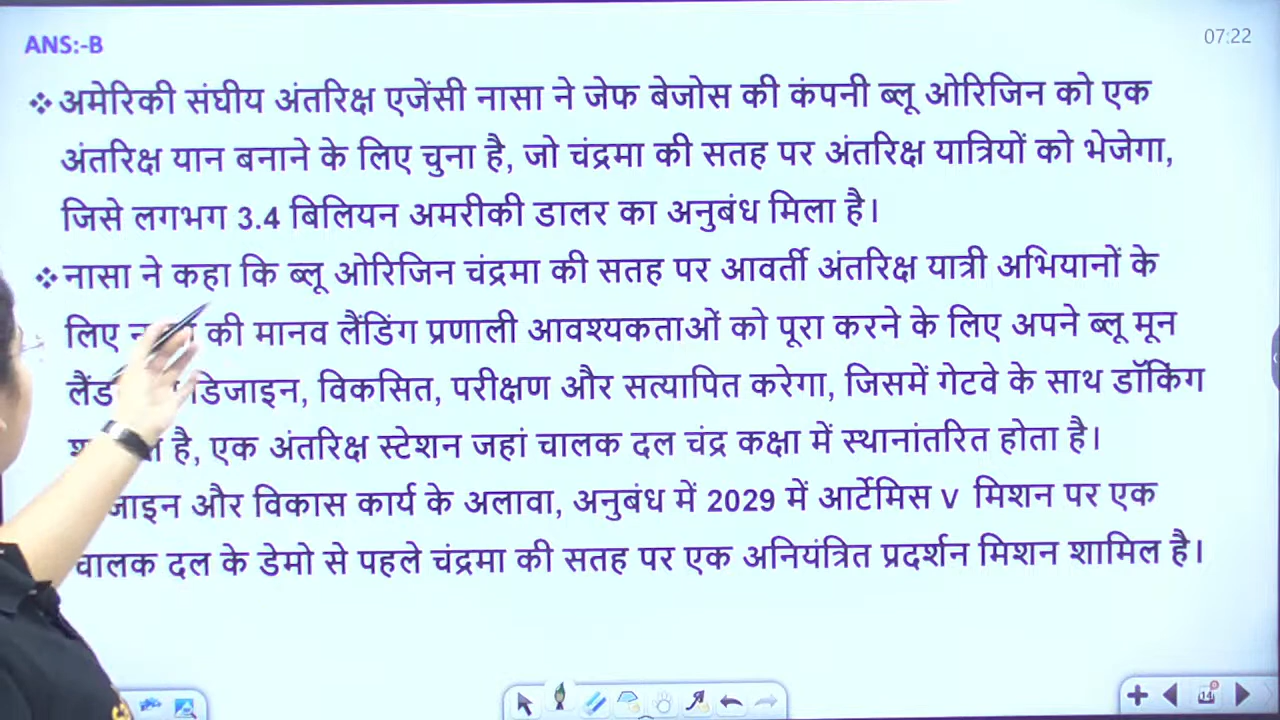 ANS:-B
07:22
❖ अमेरिकी संघीय अंतरिक्ष एजेंसी नासा ने जेफ बेजोस की कंपनी ब्लू ओरिजिन को एक
अंतरिक्ष यान बनाने के लिए चुना है, जो चंद्रमा की सतह पर अंतरिक्ष यात्रियों को भेजेगा,
जिसे लगभग 3.4 बिलियन अमरीकी डालर का अनुबंध मिला है।
❖ नासा ने कहा कि ब्लू ओरिजिन चंद्रमा की सतह पर आवर्ती अंतरिक्ष यात्री अभियानों के
लिए की मानव लैंडिंग प्रणाली आवश्यकताओं को पूरा करने के लिए अपने ब्लू मून
डिजाइन, विकसित, परीक्षण और सत्यापित करेगा, जिसमें गेटवे के साथ डॉकिंग
है, एक अंतरिक्ष स्टेशन जहां चालक दल चंद्र कक्षा में स्थानांतरित होता है।
और विकास कार्य के अलावा, अनुबंध में 2029 में आर्टेमिस V मिशन पर एक
चालक दल के डेमो से पहले चंद्रमा की सतह पर एक अनियंत्रित प्रदर्शन मिशन शामिल है।
14